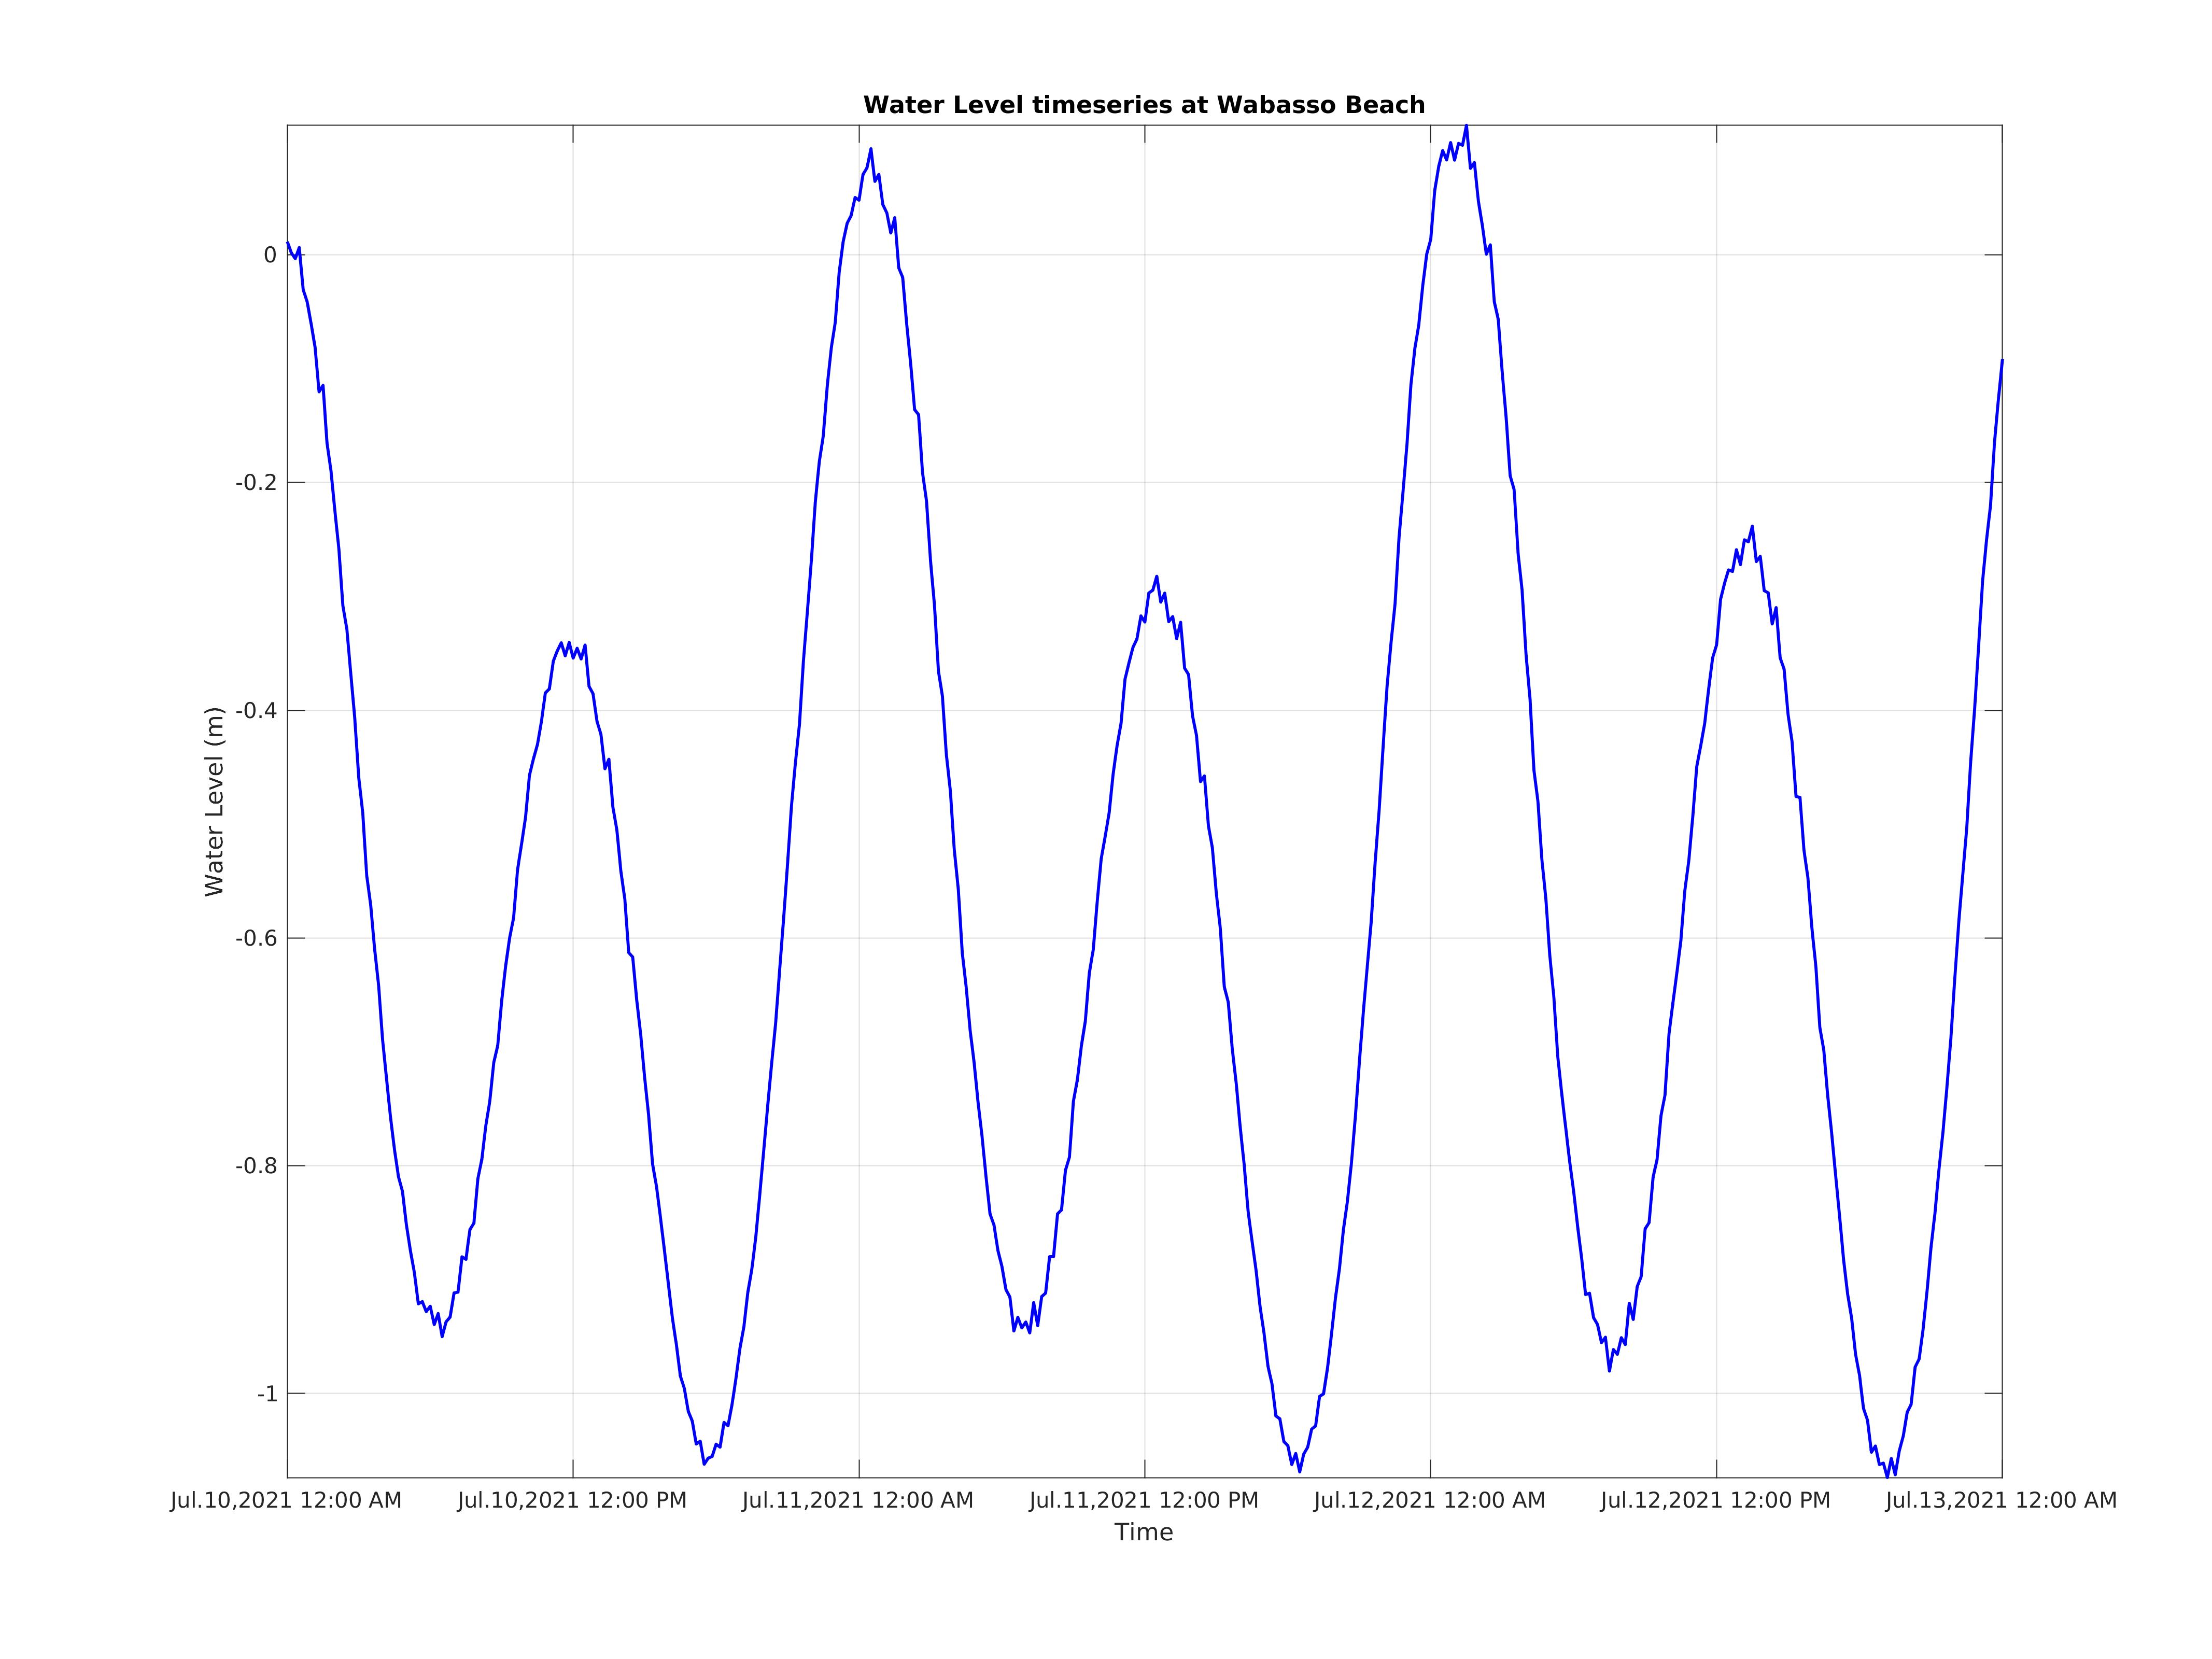 Water Level timeseries at Wabasso Beach
Water Level (m)
0
-0.2
-0.4
-0.6
-0.8
-1
Jul.10,2021 12:00 AM
Jul.10,2021 12:00 PM
Jul.11,2021 12:00 AM
Jul.11,2021 12:00 PM
Jul.12,2021 12:00 AM
Jul.12,2021 12:00 PM
Jul.13,2021 12:00 AM
Time